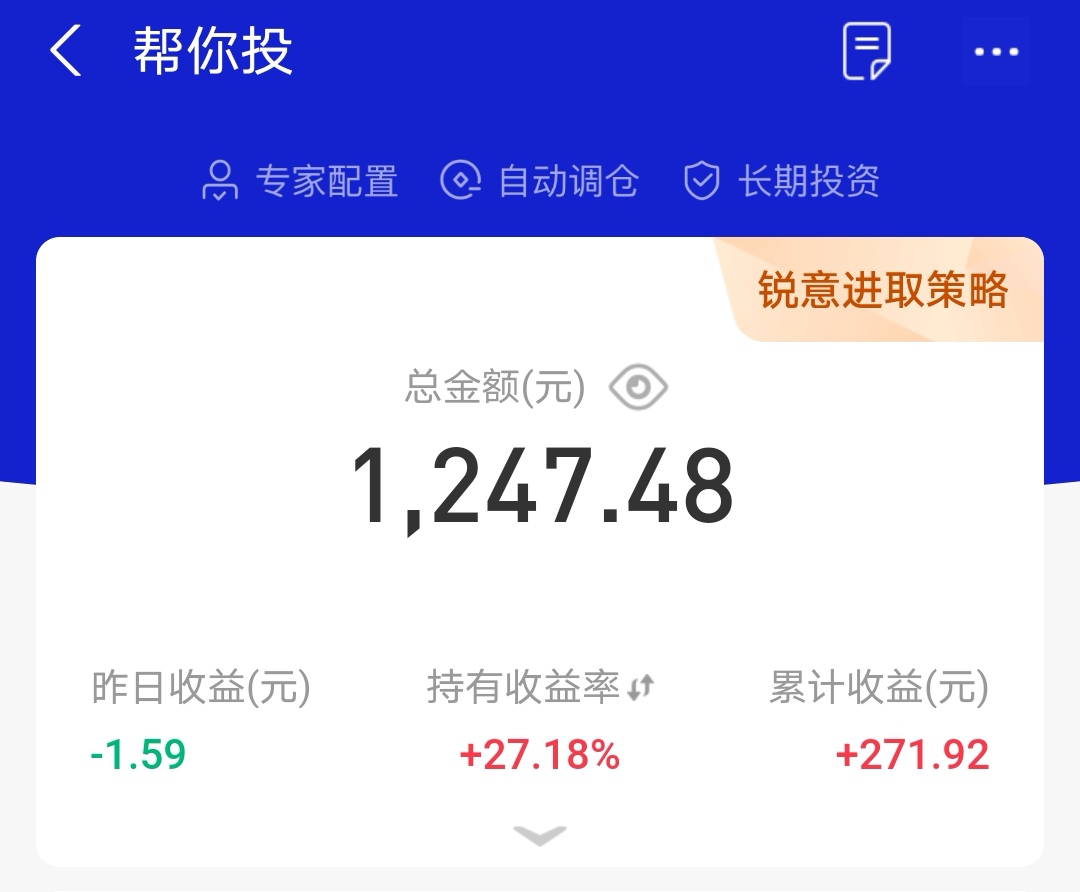 帮你投
专家配置 自动调仓 长期投资
锐意进取策略
总金额(元)
1,247.48
昨日收益(元) 持有收益率 累计收益(元)
-1.59 +27.18% +271.92